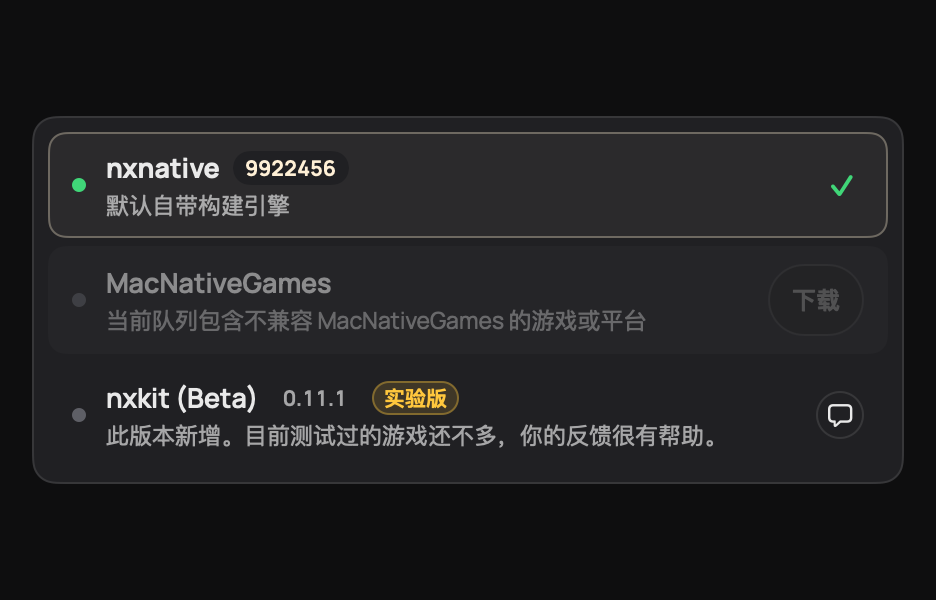 nxnative 9922456
默认自带构建引擎
MacNativeGames
当前队列包含不兼容 MacNativeGames 的游戏或平台
下载
nxkit (Beta) 0.11.1 实验版
此版本新增。目前测试过的游戏还不多，你的反馈很有帮助。